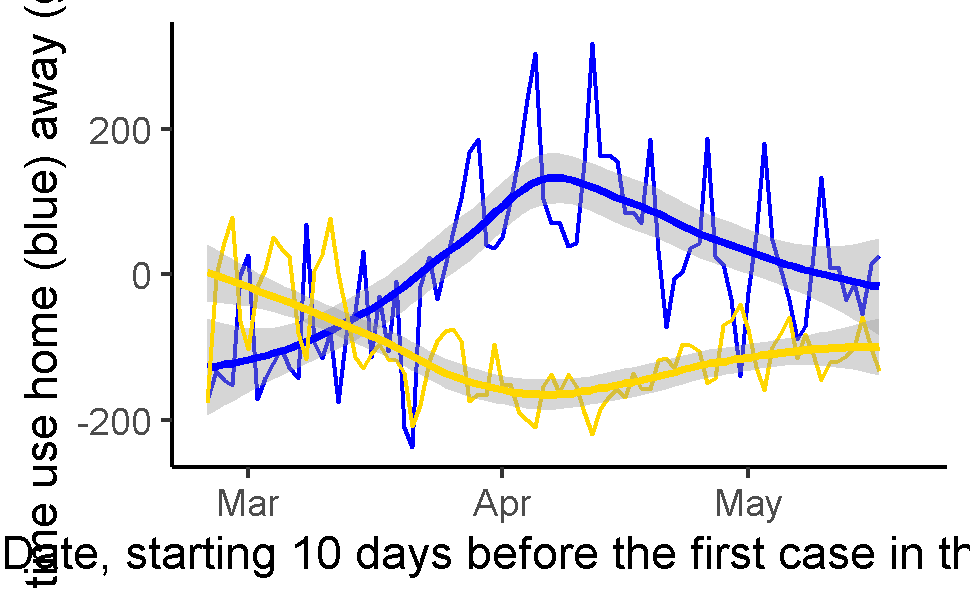 time use home (blue) away (
200
0
-200
Mar Apr May
Date, starting 10 days before the first case in th